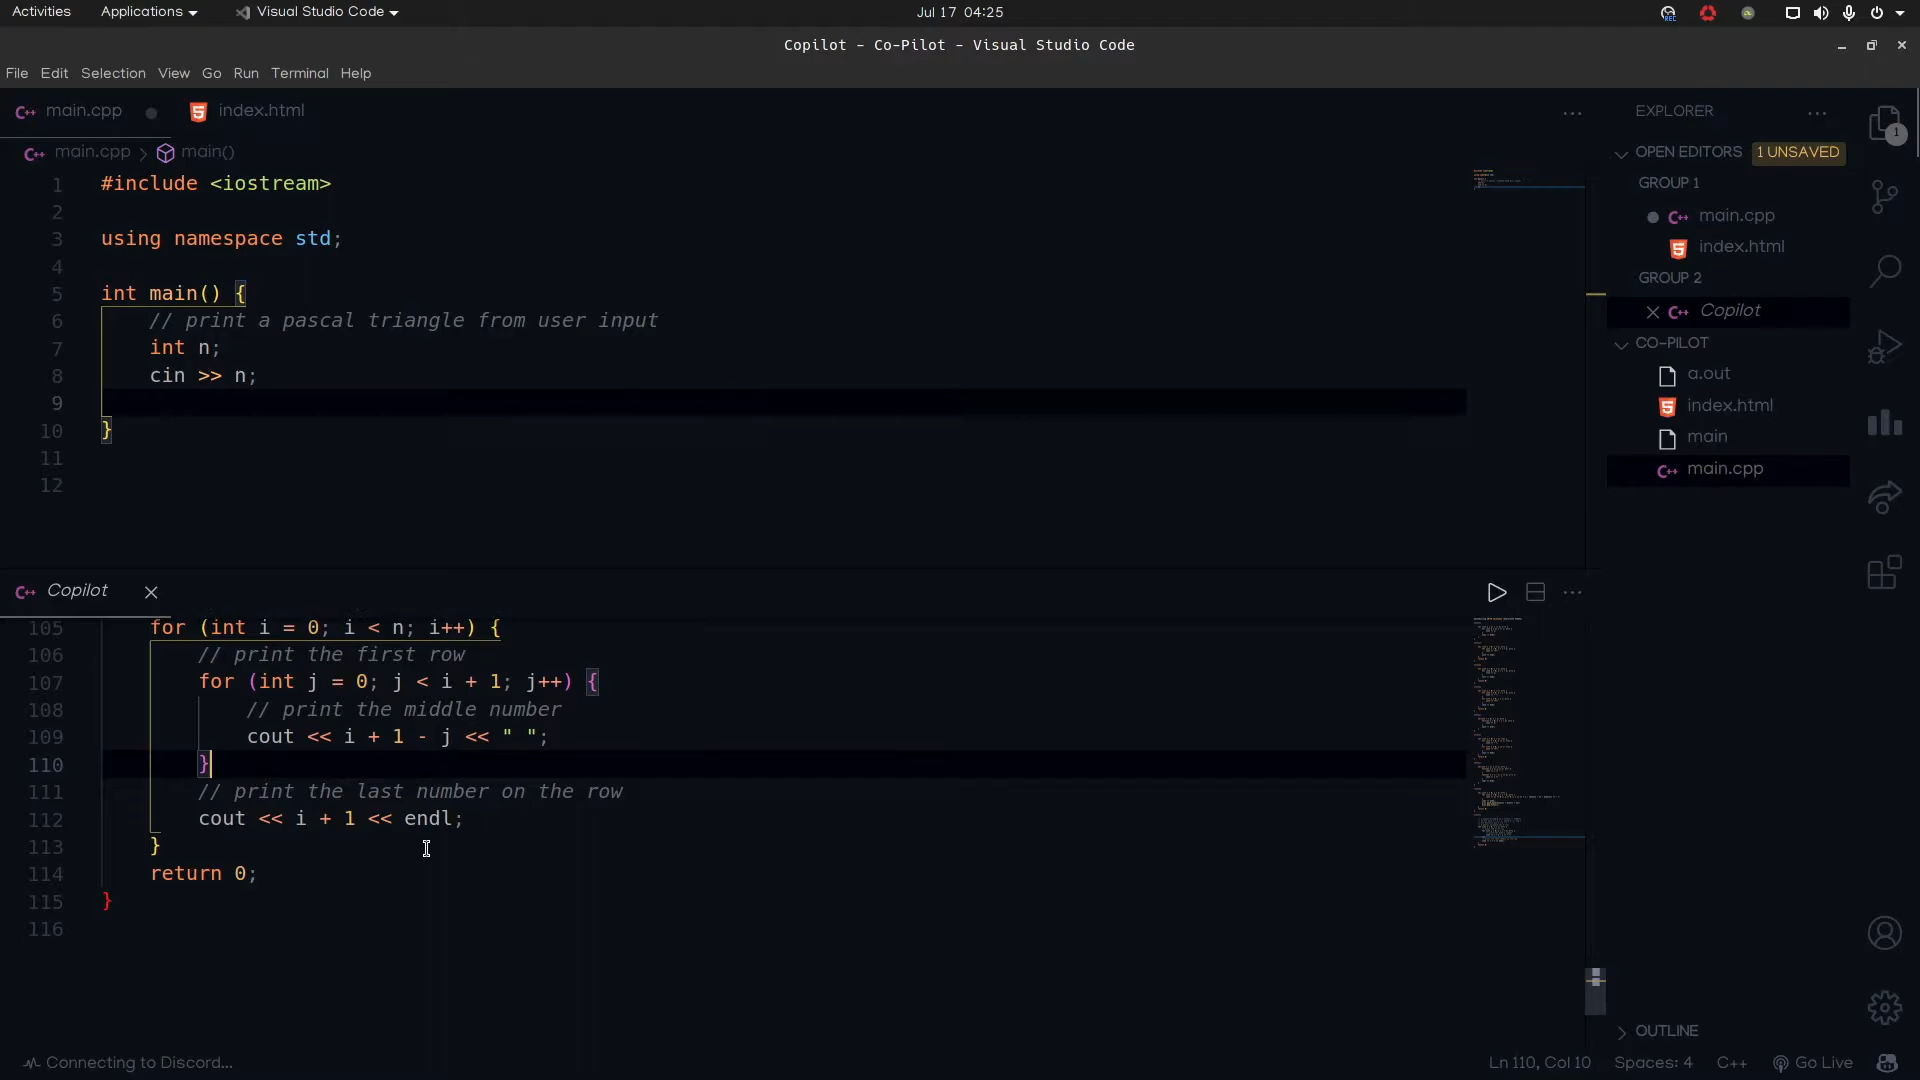 Activities Applications Visual Studio Code Jul 17 04:25
REC
Copilot - Co-Pilot - Visual Studio Code
File Edit Selection View Go Run Terminal Help
main.cpp index.html
main.cpp > main()
1 #include <iostream>
2
3 using namespace std;
4
5 int main() {
6 // print a pascal triangle from user input
7 int n;
8 cin >> n;
9
10 }
11
12
Copilot
105 for (int i = 0; i < n; i++) {
106 // print the first row
107 for (int j = 0; j < i + 1; j++) {
108 // print the middle number
109 cout << i + 1 - j << " ";
110 }
111 // print the last number on the row
112 cout << i + 1 << endl;
113 }
114 return 0;
115 }
116
EXPLORER
OPEN EDITORS 1 UNSAVED
GROUP 1
main.cpp
index.html
GROUP 2
Copilot
CO-PILOT
a.out
index.html
main
main.cpp
OUTLINE
1
Connecting to Discord... Ln 110, Col 10 Spaces: 4 C++ Go Live